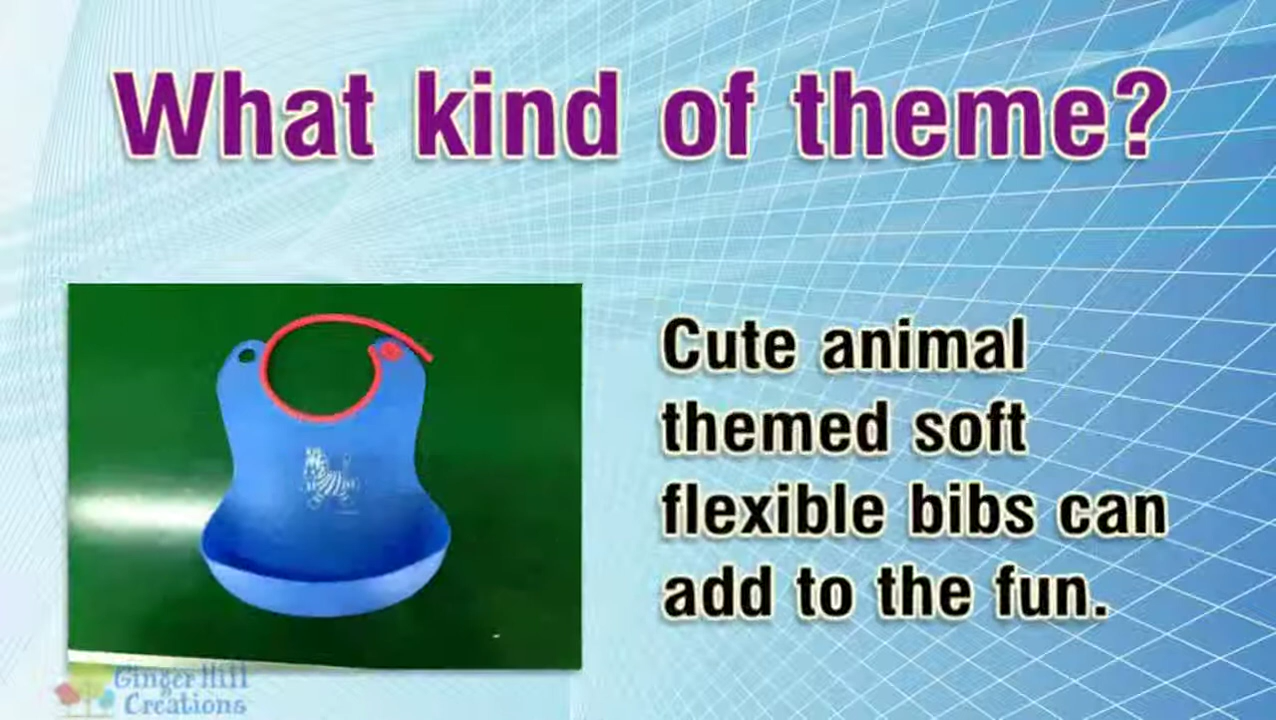 What kind of theme?
Cute animal
themed soft
flexible bibs can
add to the fun.
Ginger Hill
Creations